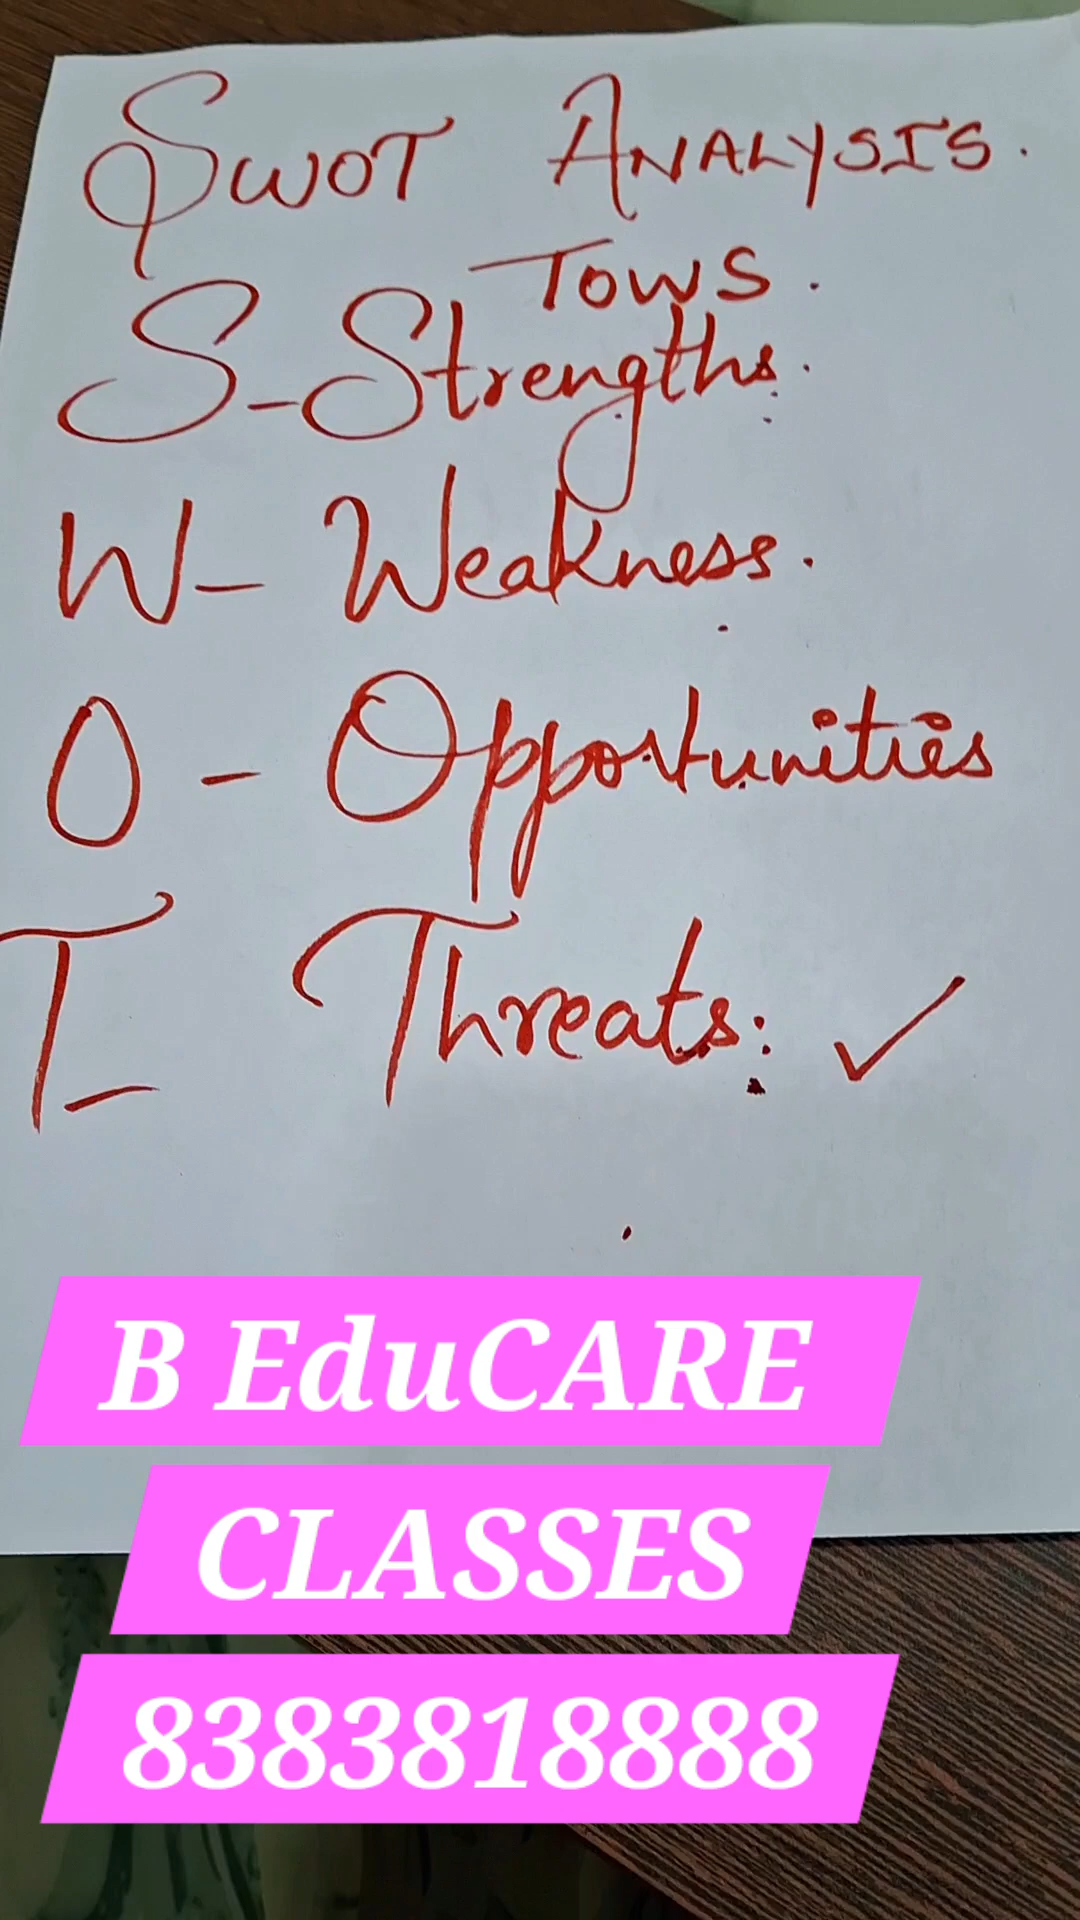 SWOT ANALYSIS.
TOWS.
S - Strengths.
W - Weakness.
O - Opportunities
T - Threats: ✓
B EduCARE
CLASSES
8383818888